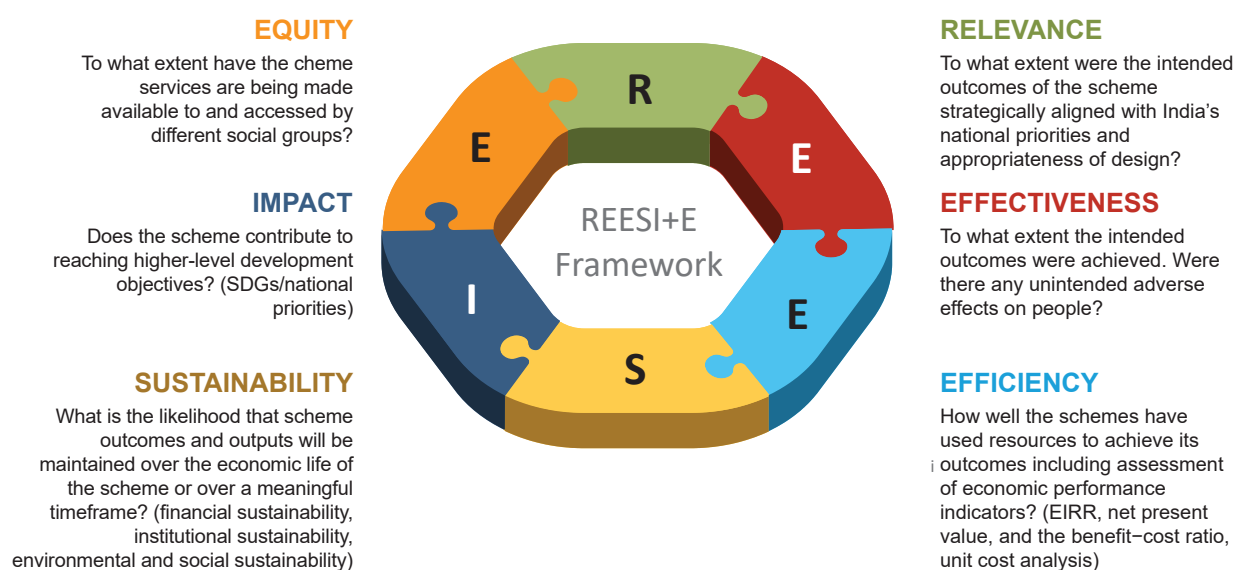 EQUITY
To what extent have the cheme
services are being made
available to and accessed by
different social groups?
IMPACT
Does the scheme contribute to
reaching higher-level development
objectives? (SDGs/national
priorities)
SUSTAINABILITY
What is the likelihood that scheme
outcomes and outputs will be
maintained over the economic life of
the scheme or over a meaningful
timeframe? (financial sustainability,
institutional sustainability,
environmental and social sustainability)
R
E
E
S
I
E
REESI+E
Framework
RELEVANCE
To what extent were the intended
outcomes of the scheme
strategically aligned with India’s
national priorities and
appropriateness of design?
EFFECTIVENESS
To what extent the intended
outcomes were achieved. Were
there any unintended adverse
effects on people?
EFFICIENCY
How well the schemes have
used resources to achieve its
i outcomes including assessment
of economic performance
indicators? (EIRR, net present
value, and the benefit−cost ratio,
unit cost analysis)